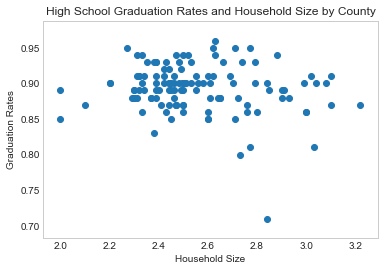 High School Graduation Rates and Household Size by County
0.95
0.90
0.85
0.80
0.75
0.70
Graduation Rates
2.0 2.2 2.4 2.6 2.8 3.0 3.2
Household Size